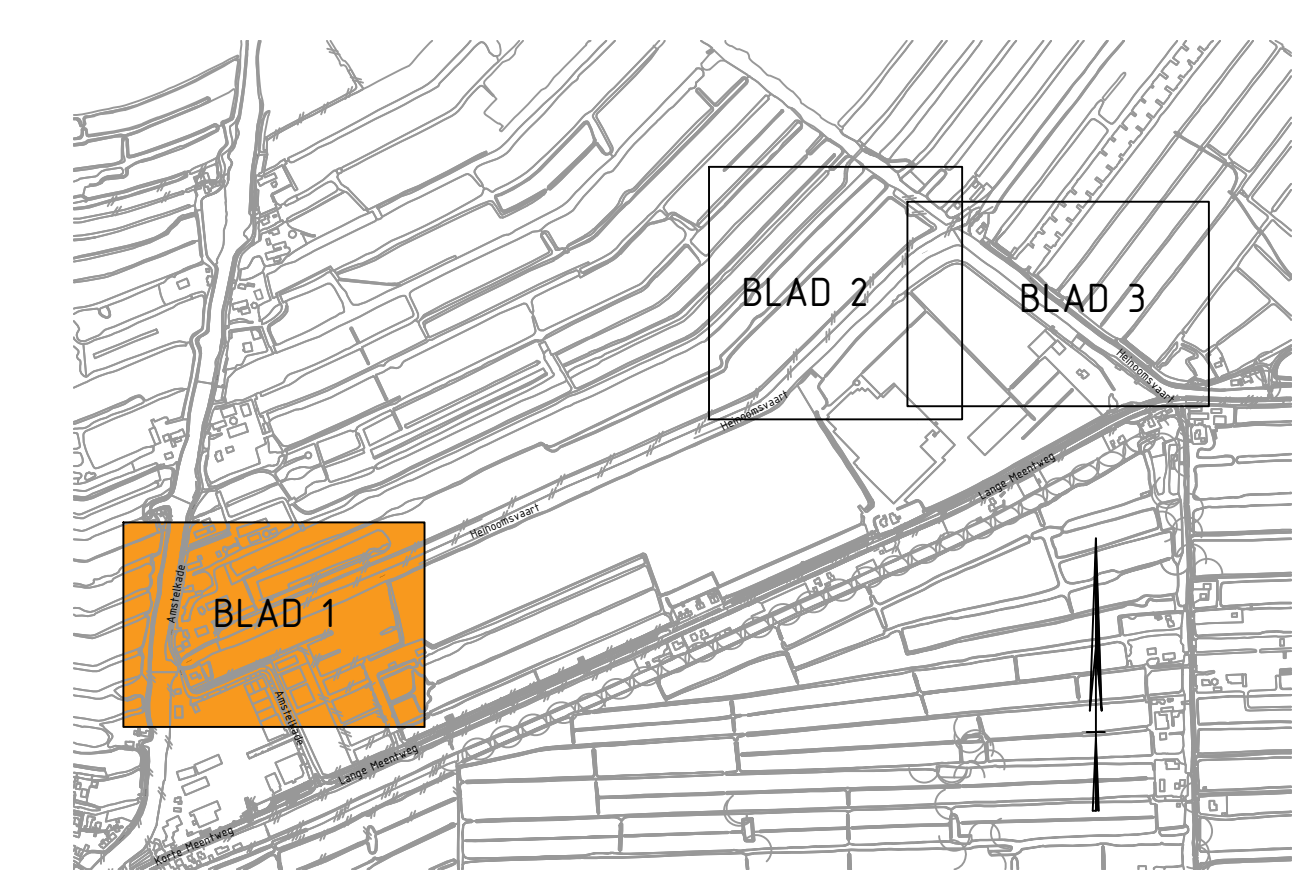 BLAD 2
BLAD 3
Heinoomsvaart
Heinoomsvaart
Lange Meentweg
Heinoomsvaart
Amstelkade
BLAD 1
Amstelkade
Lange Meentweg
Korte Meentweg